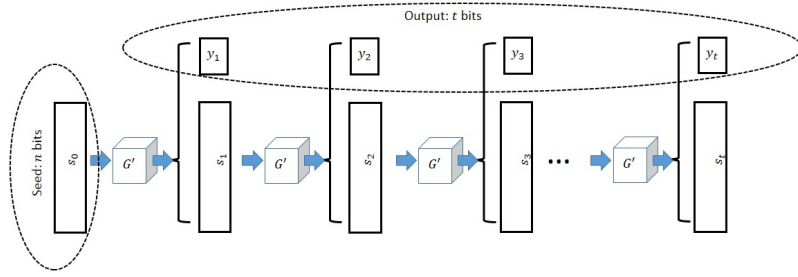 Output: t bits
y₁
y₂
y₃
yₜ
Seed: n bits
s₀
G′
s₁
G′
s₂
G′
s₃
•••
G′
sₜ